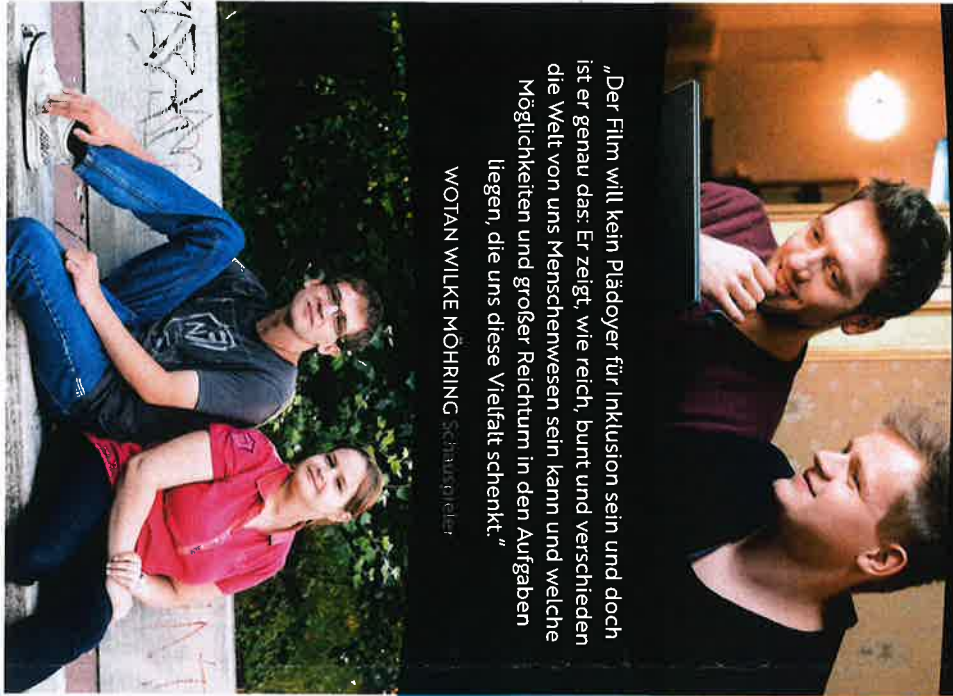 „Der Film will kein Plädoyer für Inklusion sein und doch
ist er genau das: Er zeigt, wie reich, bunt und verschieden
die Welt von uns Menschenwesen sein kann und welche
Möglichkeiten und großer Reichtum in den Aufgaben
liegen, die uns diese Vielfalt schenkt.“
WOTAN WILKE MÖHRING Schauspieler